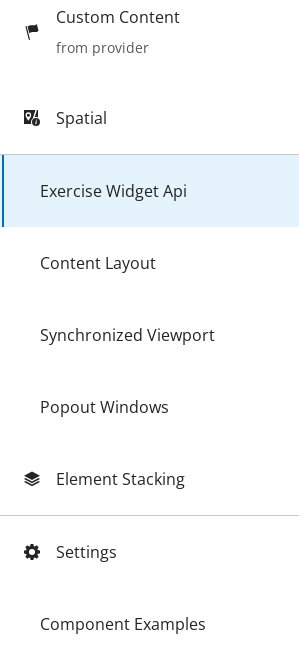 Custom Content
from provider
Spatial
Exercise Widget Api
Content Layout
Synchronized Viewport
Popout Windows
Element Stacking
Settings
Component Examples